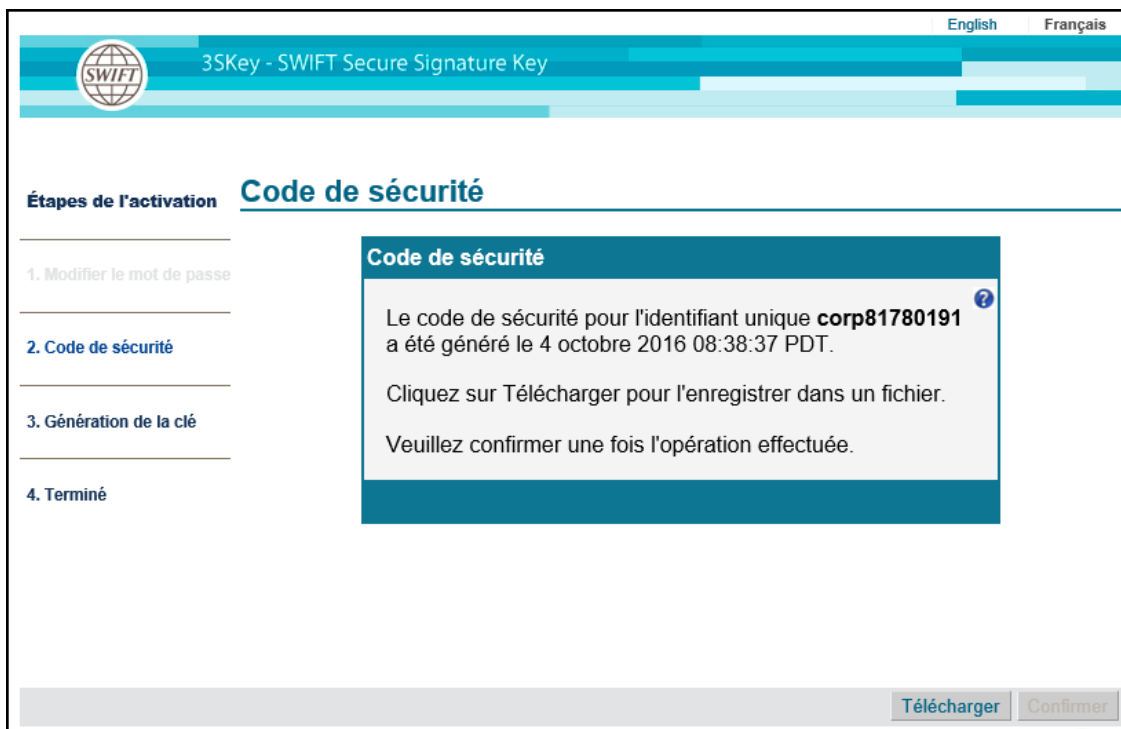 English Français
SWIFT
3SKey - SWIFT Secure Signature Key
Étapes de l'activation
1. Modifier le mot de passe
2. Code de sécurité
3. Génération de la clé
4. Terminé
Code de sécurité
Code de sécurité
?
Le code de sécurité pour l'identifiant unique corp81780191
a été généré le 4 octobre 2016 08:38:37 PDT.
Cliquez sur Télécharger pour l'enregistrer dans un fichier.
Veuillez confirmer une fois l'opération effectuée.
Télécharger Confirmer